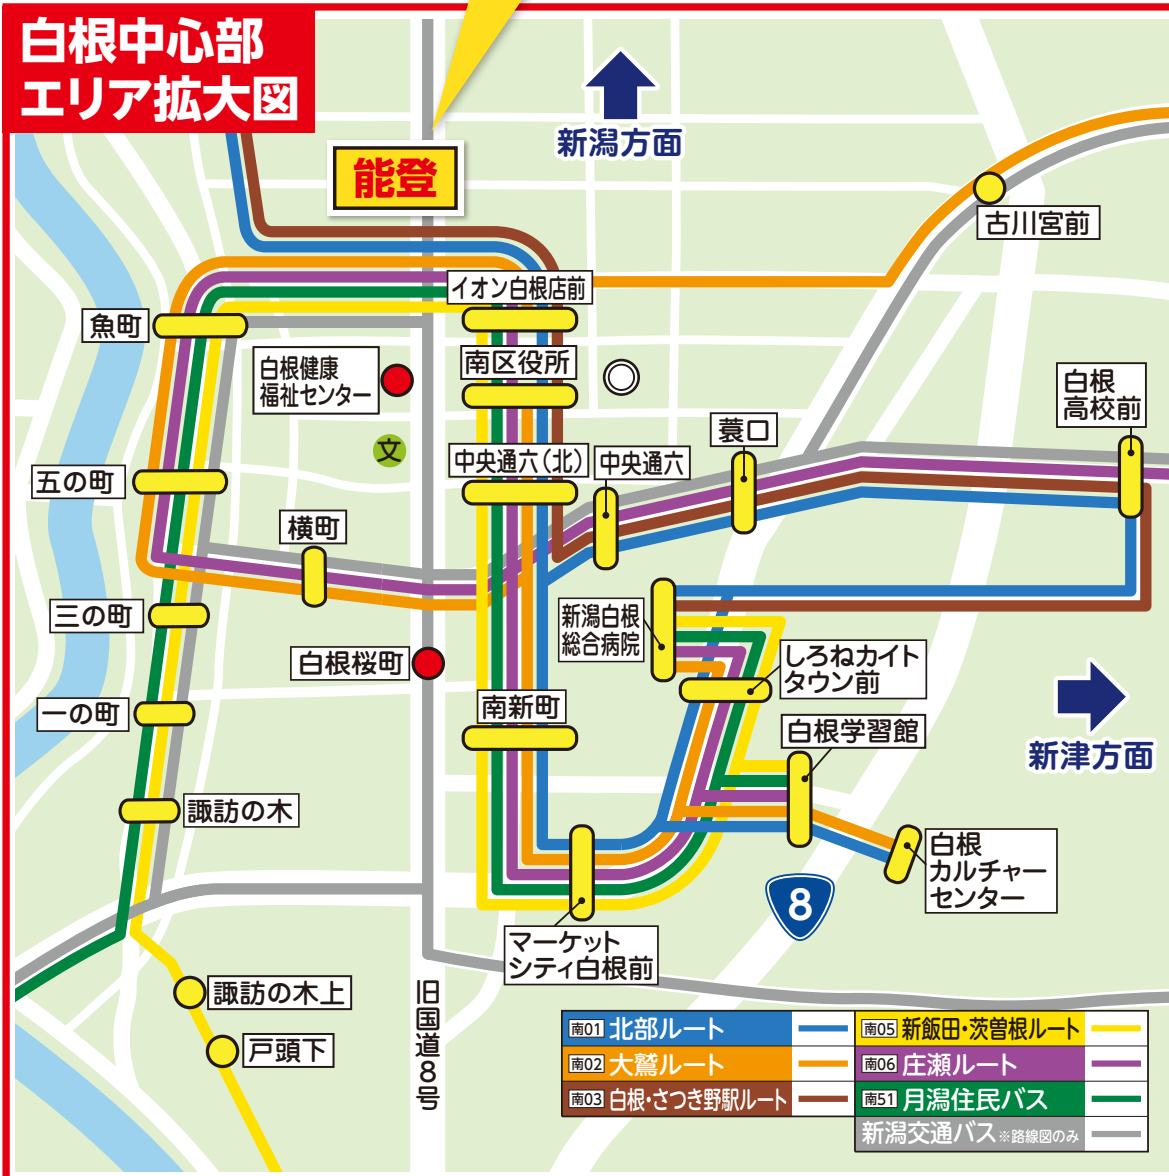 白根中心部
エリア拡大図
新潟方面
能登
古川宮前
イオン白根店前
魚町
白根健康
福祉センター
南区役所
白根
高校前
文
蓑口
五の町
中央通六(北)
中央通六
横町
三の町
新潟白根
総合病院
白根桜町
しろねカイト
タウン前
一の町
南新町
白根学習館
新津方面
諏訪の木
白根
カルチャー
センター
8
マーケット
シティ白根前
諏訪の木上
戸頭下
旧国道8号
南01 北部ルート
南02 大鷲ルート
南03 白根・さつき野駅ルート
南05 新飯田・茨曽根ルート
南06 庄瀬ルート
南51 月潟住民バス
新潟交通バス※路線図のみ